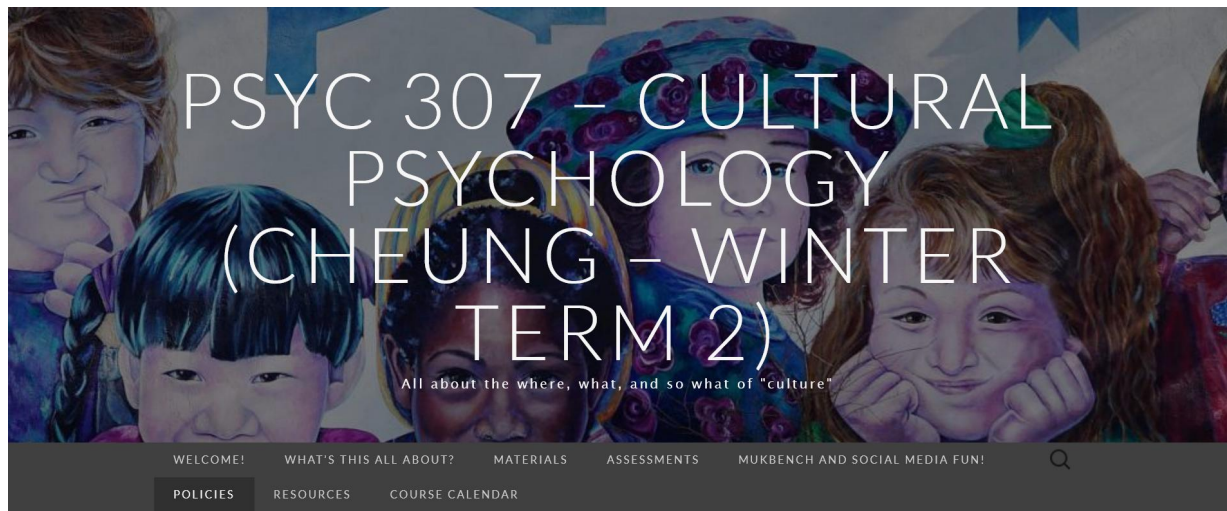 PSYC 307 – CULTURAL
PSYCHOLOGY
(CHEUNG – WINTER
TERM 2)
All about the where, what, and so what of "culture"
WELCOME! WHAT'S THIS ALL ABOUT? MATERIALS ASSESSMENTS MUKBENCH AND SOCIAL MEDIA FUN!
POLICIES RESOURCES COURSE CALENDAR